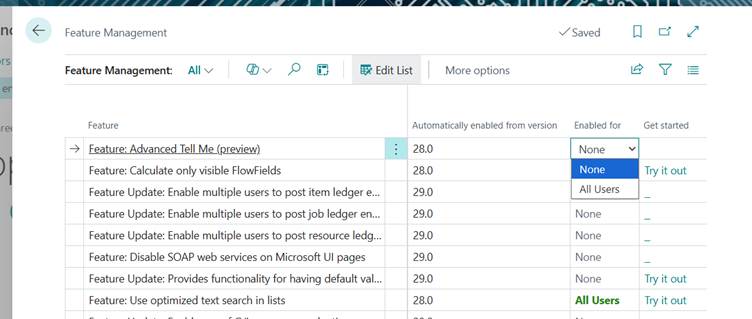 Feature Management
Saved
Feature Management: All
Edit List
More options
Feature Automatically enabled from version Enabled for Get started
Feature: Advanced Tell Me (preview) 28.0 None
None
All Users
Feature: Calculate only visible FlowFields 28.0 Try it out
Feature Update: Enable multiple users to post item ledger e... 29.0 _
Feature Update: Enable multiple users to post job ledger en... 29.0 None _
Feature Update: Enable multiple users to post resource ledg... 29.0 None _
Feature: Disable SOAP web services on Microsoft UI pages 29.0 None _
Feature Update: Provides functionality for having default val... 29.0 None Try it out
Feature: Use optimized text search in lists 28.0 All Users Try it out